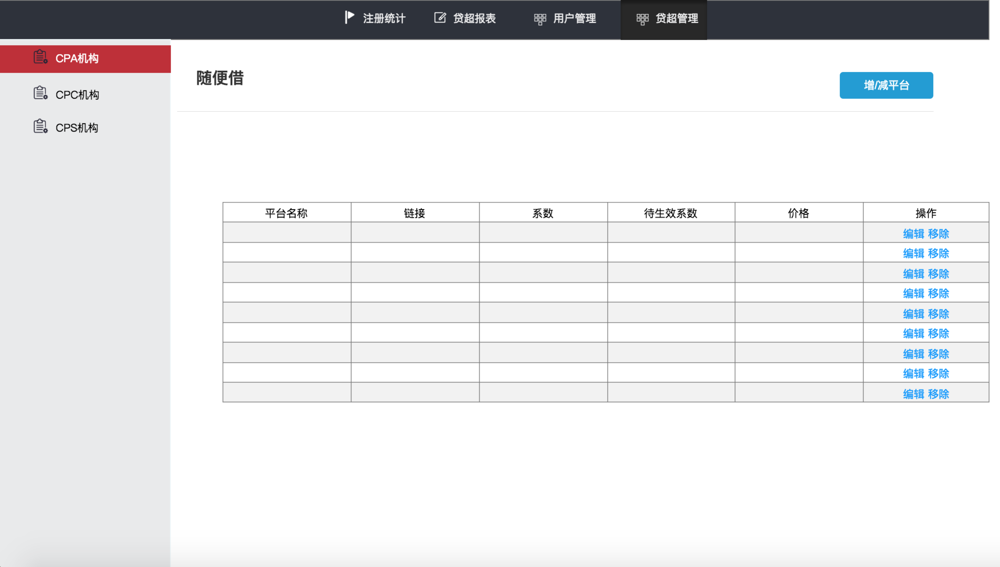 注册统计 贷超报表 用户管理 贷超管理
CPA机构
CPC机构
CPS机构
随便借
增/减平台
平台名称 链接 系数 待生效系数 价格 操作
编辑 移除
编辑 移除
编辑 移除
编辑 移除
编辑 移除
编辑 移除
编辑 移除
编辑 移除
编辑 移除